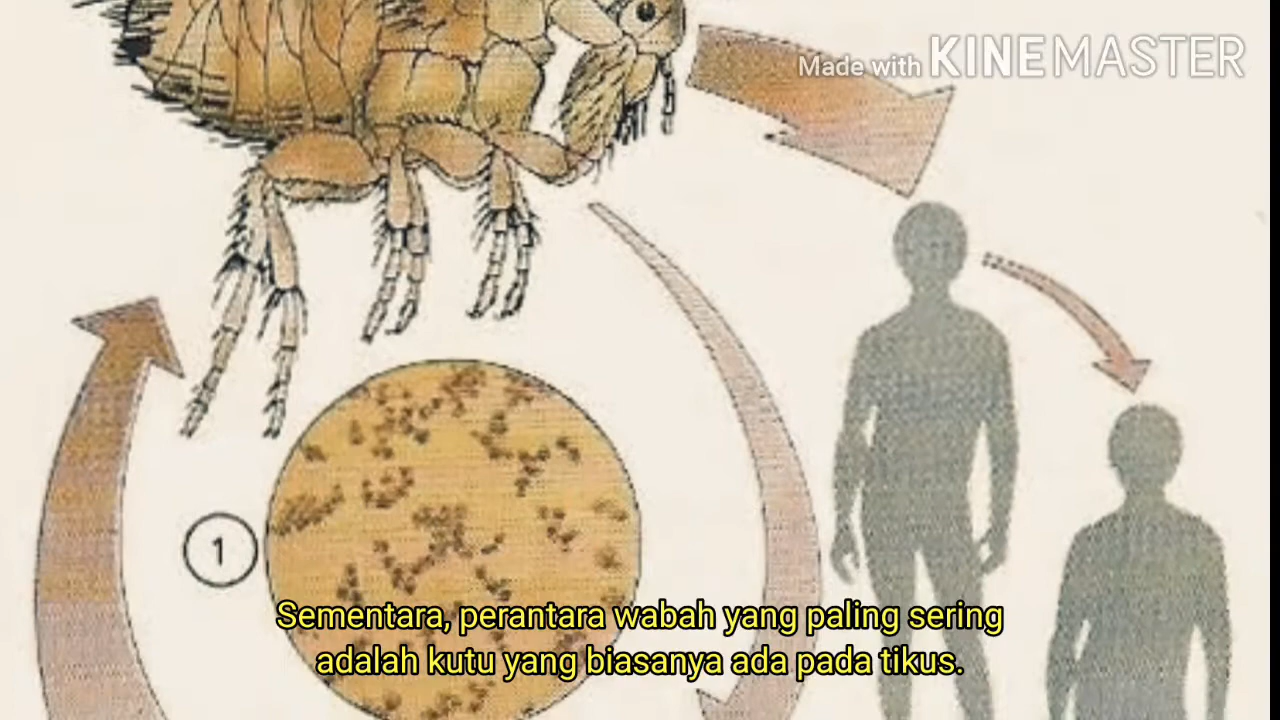 Made with KINEMASTER
1
Sementara, perantara wabah yang paling sering
adalah kutu yang biasanya ada pada tikus.